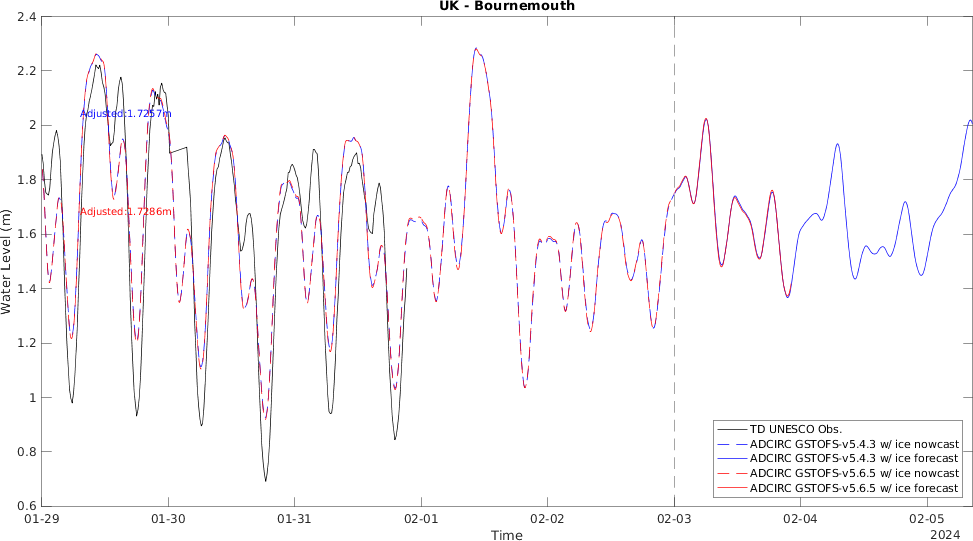 UK - Bournemouth
2.4
2.2
2
1.8
1.6
1.4
1.2
1
0.8
0.6
Water Level (m)
Adjusted:1.7257m
Adjusted:1.7286m
TD UNESCO Obs.
ADCIRC GSTOFS-v5.4.3 w/ ice nowcast
ADCIRC GSTOFS-v5.4.3 w/ ice forecast
ADCIRC GSTOFS-v5.6.5 w/ ice nowcast
ADCIRC GSTOFS-v5.6.5 w/ ice forecast
01-29 01-30 01-31 02-01 02-02 02-03 02-04 02-05
Time
2024